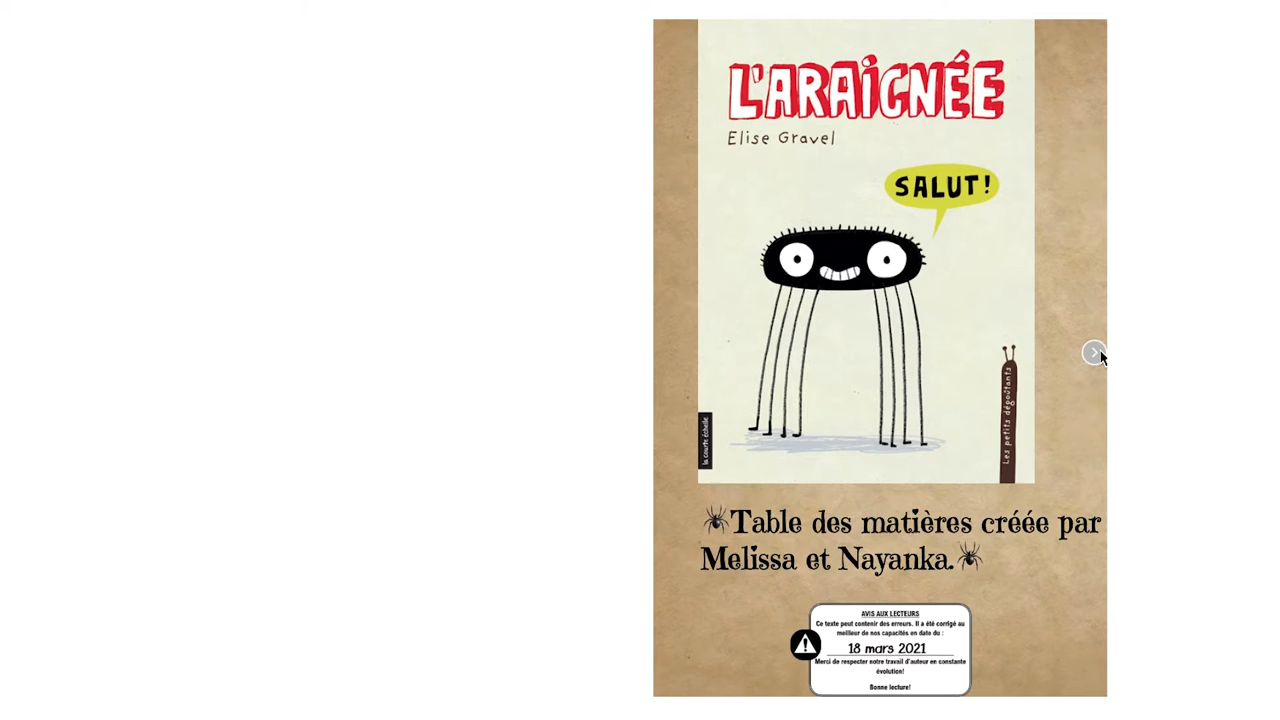 L'ARAIGNÉE
Elise Gravel
SALUT!
Les petits dégoûtants
la courte échelle
Table des matières créée par
Melissa et Nayanka.
AVIS AUX LECTEURS
Ce texte peut contenir des erreurs. Il a été corrigé au
meilleur de nos capacités en date du :
18 mars 2021
Merci de respecter notre travail d'auteur en constante
évolution!
Bonne lecture!